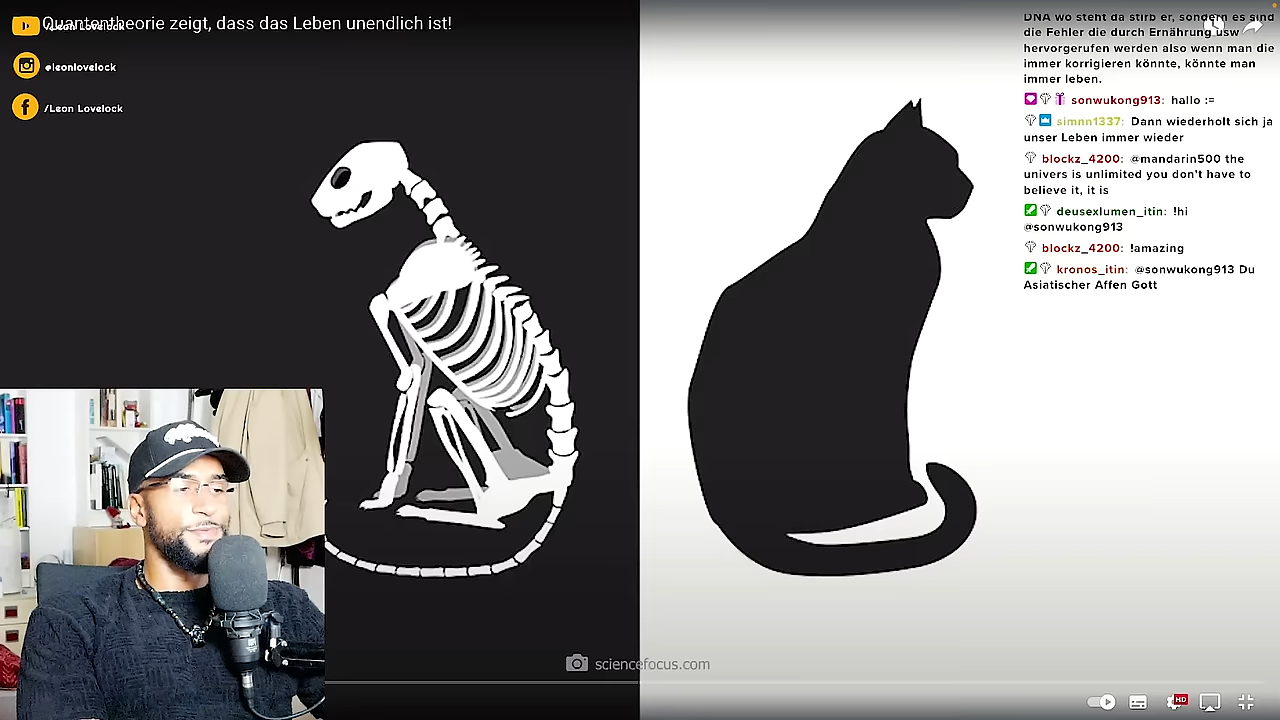 Quantentheorie zeigt, dass das Leben unendlich ist!
/Leon Lovelock
@leonlovelock
/Leon Lovelock
DNA wo steht da stirb er, sondern es sind
die Fehler die durch Ernährung usw
hervorgerufen werden also wenn man die
immer korrigieren könnte, könnte man
immer leben.
sonwukong913: hallo :=
simnn1337: Dann wiederholt sich ja
unser Leben immer wieder
blockz_4200: @mandarin500 the
univers is unlimited you don't have to
believe it, it is
deusexlumen_itin: !hi
@sonwukong913
blockz_4200: !amazing
kronos_itin: @sonwukong913 Du
Asiatischer Affen Gott
sciencefocus.com
HD